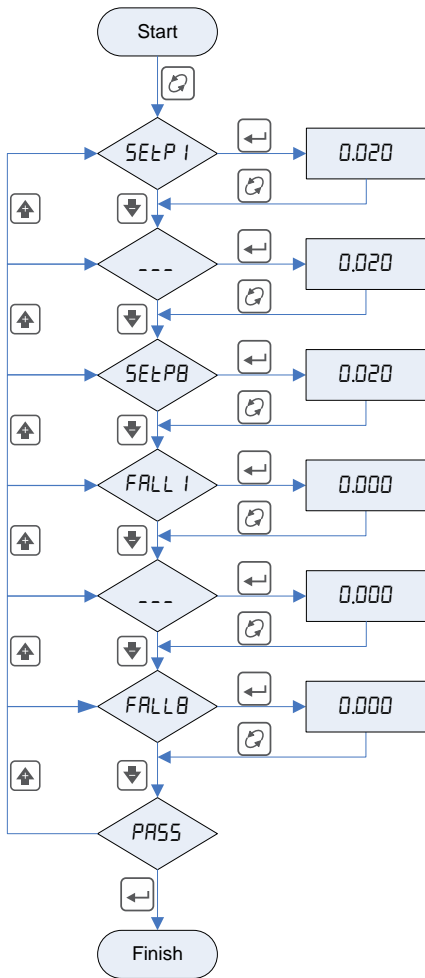 Start
SEtP1 0.020
--- 0.020
SEtP8 0.020
FALL1 0.000
--- 0.000
FALL8 0.000
PASS
Finish